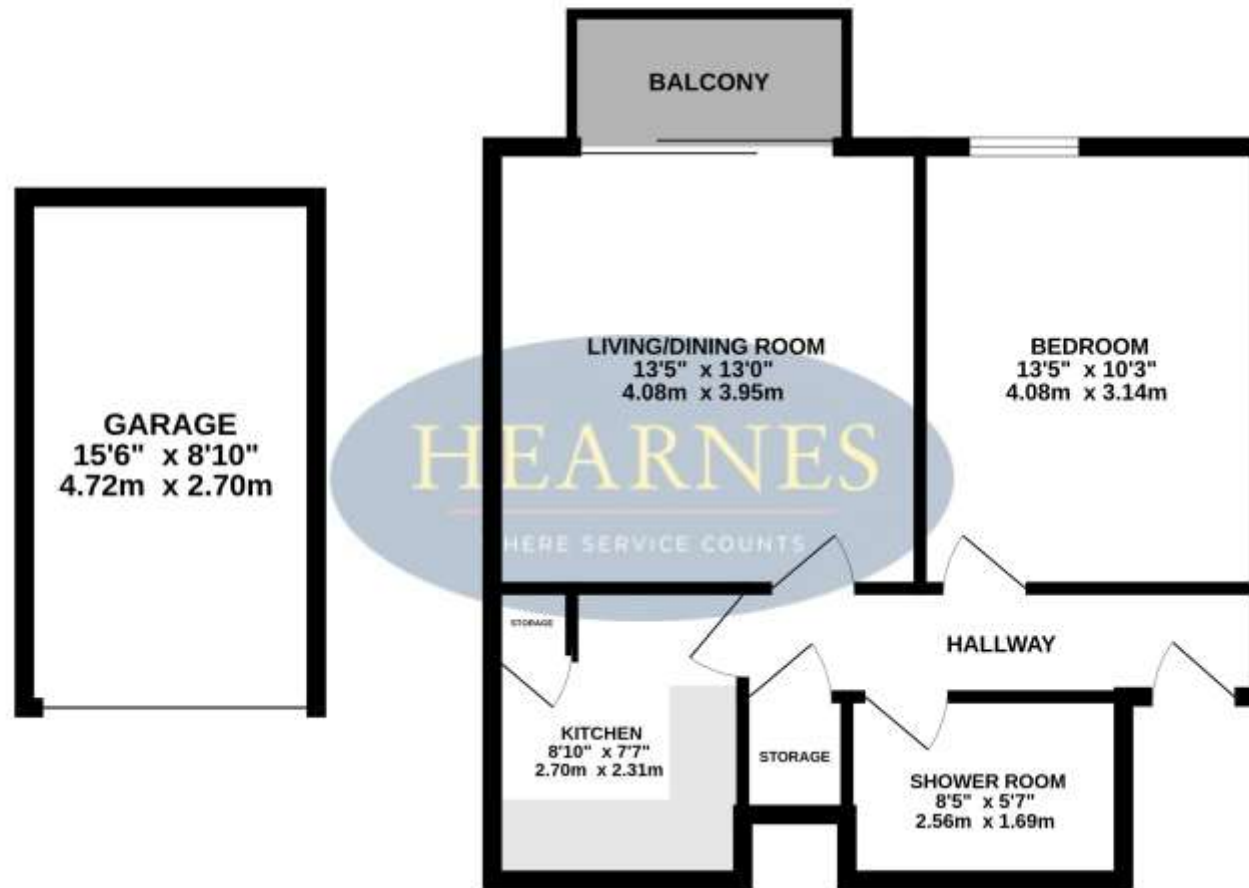 BALCONY
GARAGE
15'6" x 8'10"
4.72m x 2.70m
LIVING/DINING ROOM
13'5" x 13'0"
4.08m x 3.95m
BEDROOM
13'5" x 10'3"
4.08m x 3.14m
HEARNES
HERE SERVICE COUNTS
STORAGE
HALLWAY
KITCHEN
8'10" x 7'7"
2.70m x 2.31m
STORAGE
SHOWER ROOM
8'5" x 5'7"
2.56m x 1.69m